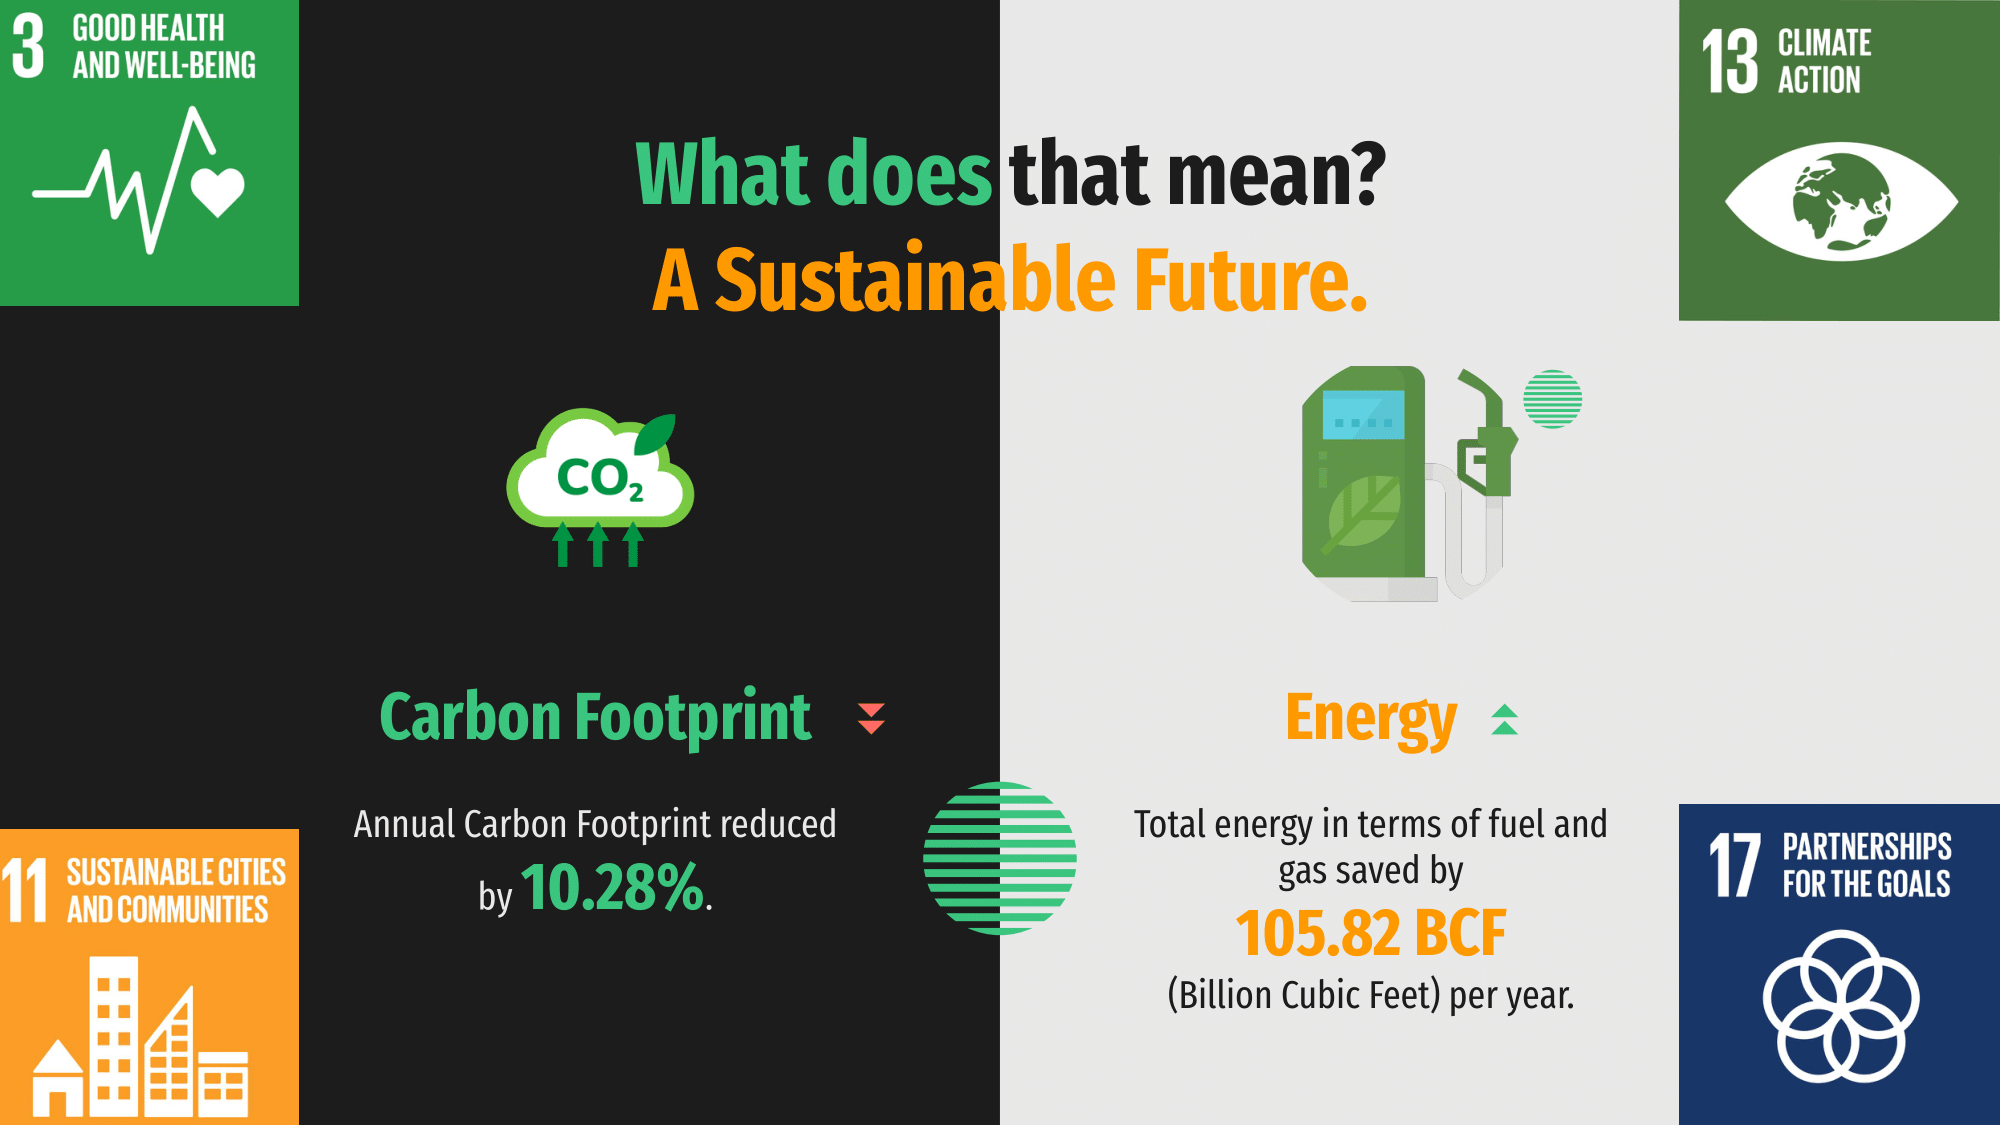 3 GOOD HEALTH
AND WELL-BEING
13 CLIMATE
ACTION
What does that mean?
A Sustainable Future.
CO₂
Carbon Footprint
Annual Carbon Footprint reduced
by 10.28%.
Energy
Total energy in terms of fuel and
gas saved by
105.82 BCF
(Billion Cubic Feet) per year.
11 SUSTAINABLE CITIES
AND COMMUNITIES
17 PARTNERSHIPS
FOR THE GOALS